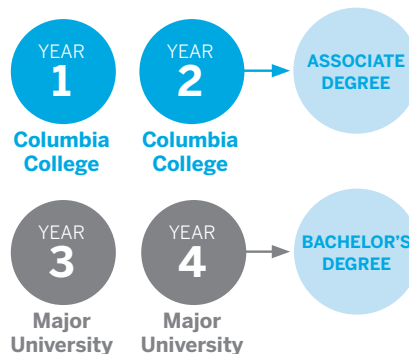 YEAR
1
YEAR
2
ASSOCIATE
DEGREE
Columbia
College
Columbia
College
YEAR
3
YEAR
4
BACHELOR'S
DEGREE
Major
University
Major
University